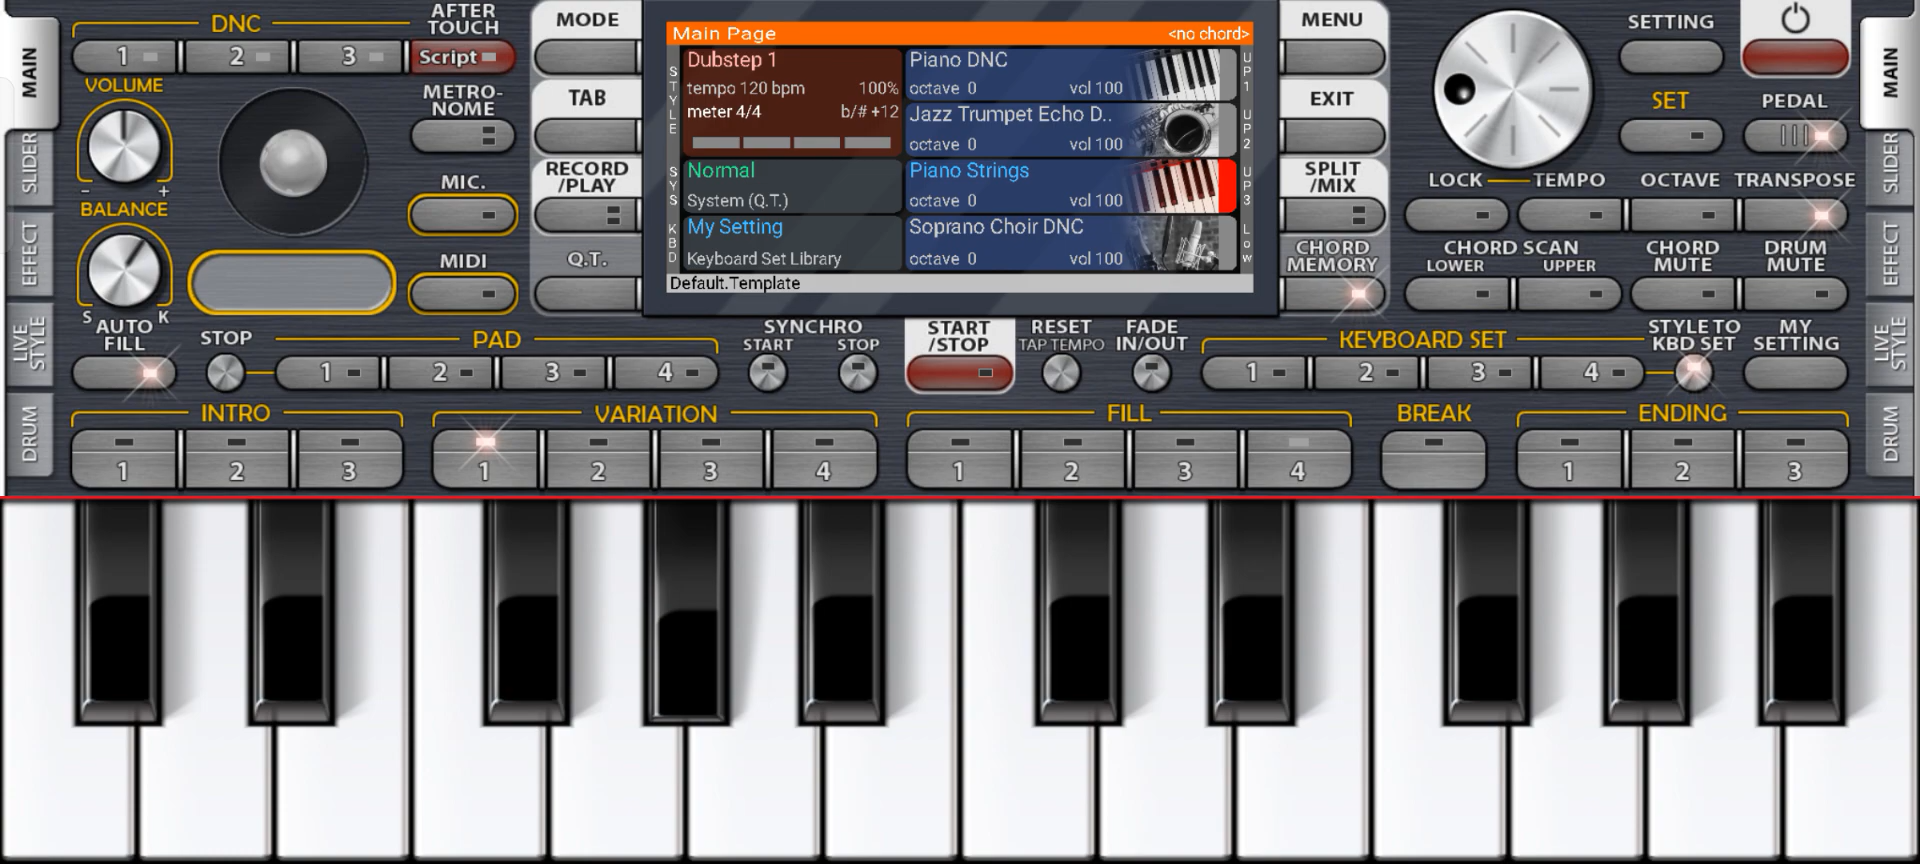 MAIN
SLIDER
EFFECT
LIVE STYLE
DRUM
DNC
1 2 3
AFTER TOUCH
Script
VOLUME
- +
BALANCE
S K
METRO-NOME
MIC.
MIDI
MODE
TAB
RECORD /PLAY
Q.T.
Main Page <no chord>
STYLE
Dubstep 1
tempo 120 bpm 100%
meter 4/4 b/# +12
SYS
Normal
System (Q.T.)
KBD
My Setting
Keyboard Set Library
Piano DNC
octave 0 vol 100
UP1
Jazz Trumpet Echo D..
octave 0 vol 100
UP2
Piano Strings
octave 0 vol 100
UP3
Soprano Choir DNC
octave 0 vol 100
Low
Default.Template
MENU
EXIT
SPLIT /MIX
CHORD MEMORY
SETTING
SET
PEDAL
LOCK TEMPO OCTAVE TRANSPOSE
CHORD SCAN
LOWER UPPER
CHORD MUTE
DRUM MUTE
MAIN
SLIDER
EFFECT
LIVE STYLE
DRUM
AUTO FILL
STOP
PAD
1 2 3 4
SYNCHRO
START STOP
START /STOP
RESET
TAP TEMPO
FADE IN/OUT
KEYBOARD SET
1 2 3 4
STYLE TO KBD SET
MY SETTING
INTRO
1 2 3
VARIATION
1 2 3 4
FILL
1 2 3 4
BREAK
ENDING
1 2 3